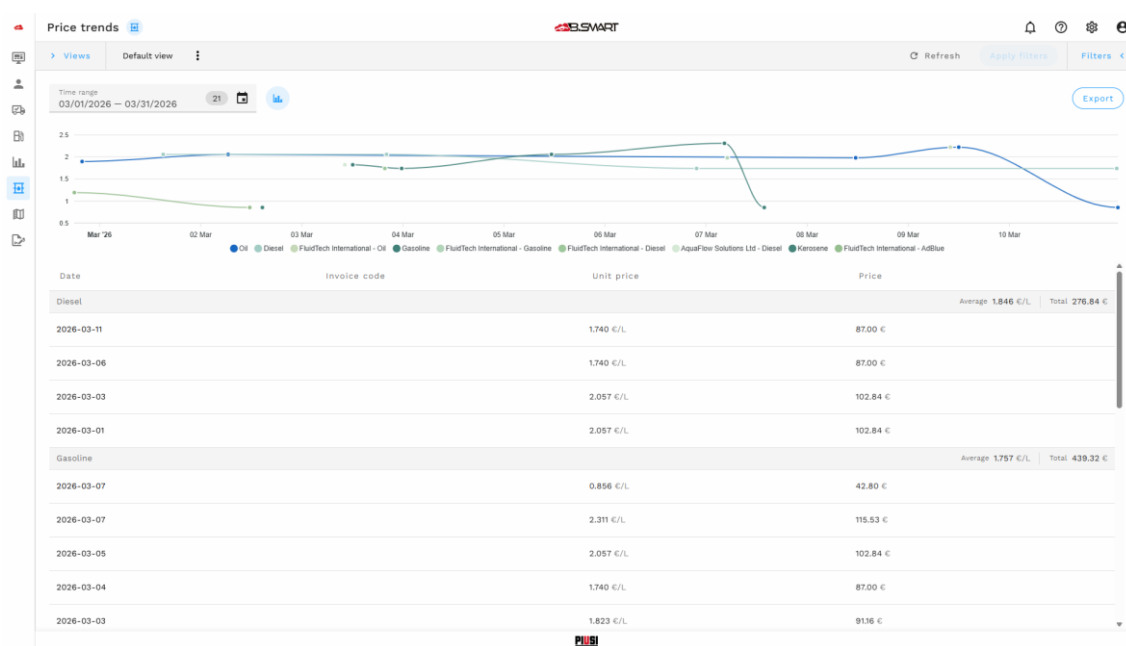 Price trends
B.SMART
Views
Default view
Refresh
Apply filters
Filters
Time range
03/01/2026 — 03/31/2026
21
Export
2.5
2
1.5
1
0.5
Mar '26 02 Mar 03 Mar 04 Mar 05 Mar 06 Mar 07 Mar 08 Mar 09 Mar 10 Mar
Oil Diesel FluidTech International - Oil Gasoline FluidTech International - Gasoline FluidTech International - Diesel AquaFlow Solutions Ltd - Diesel Kerosene FluidTech International - AdBlue
Date Invoice code Unit price Price
Diesel Average 1.846 €/L Total 276.84 €
2026-03-11 1.740 €/L 87.00 €
2026-03-06 1.740 €/L 87.00 €
2026-03-03 2.057 €/L 102.84 €
2026-03-01 2.057 €/L 102.84 €
Gasoline Average 1.757 €/L Total 439.32 €
2026-03-07 0.856 €/L 42.80 €
2026-03-07 2.311 €/L 115.53 €
2026-03-05 2.057 €/L 102.84 €
2026-03-04 1.740 €/L 87.00 €
2026-03-03 1.823 €/L 91.16 €
PIUSI